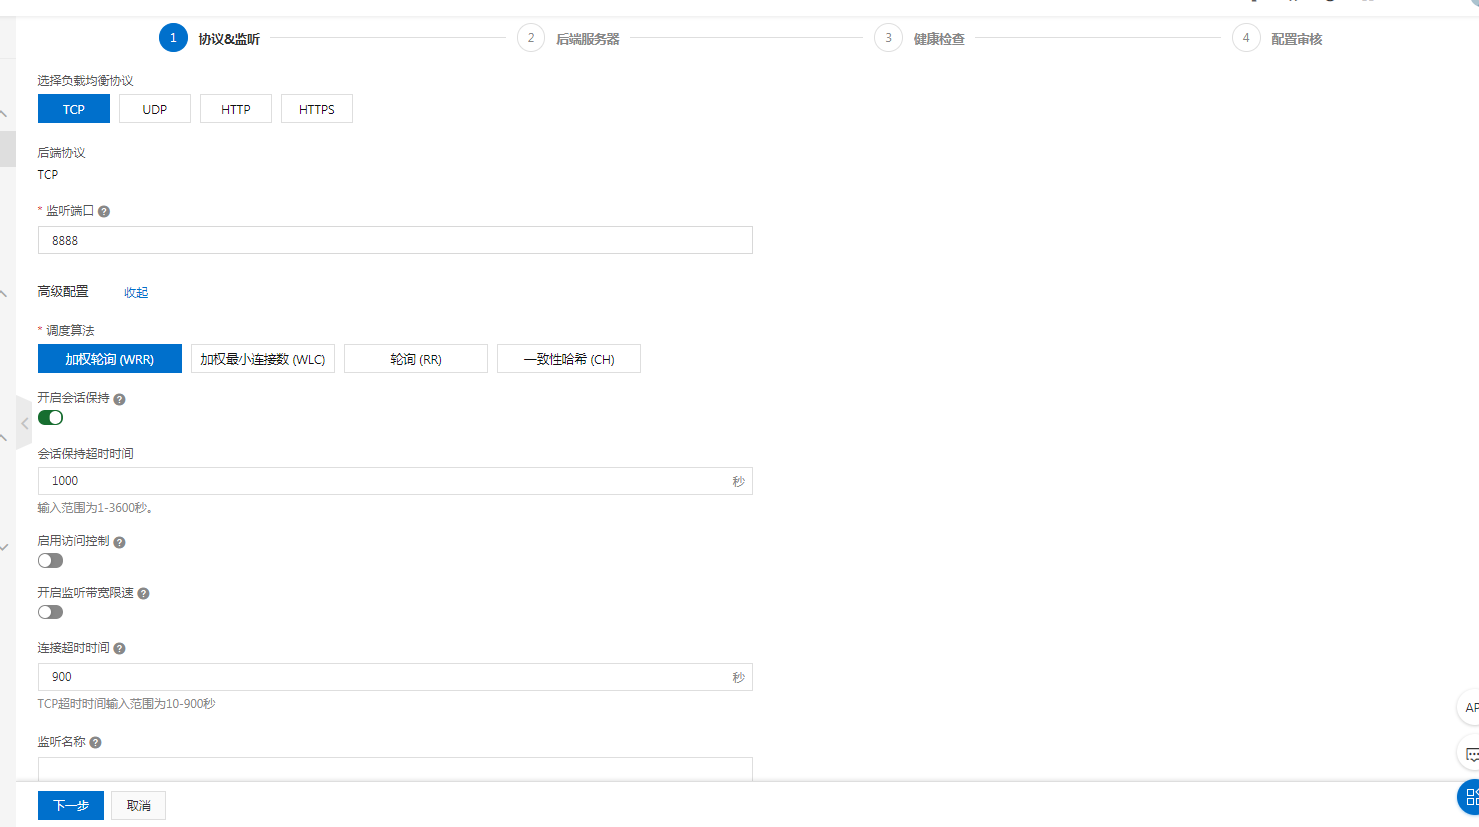 1 协议&监听 2 后端服务器 3 健康检查 4 配置审核
选择负载均衡协议
TCP UDP HTTP HTTPS
后端协议
TCP
* 监听端口 ?
8888
高级配置 收起
* 调度算法
加权轮询 (WRR) 加权最小连接数 (WLC) 轮询 (RR) 一致性哈希 (CH)
开启会话保持 ?
会话保持超时时间
1000 秒
输入范围为1-3600秒。
启用访问控制 ?
开启监听带宽限速 ?
连接超时时间 ?
900 秒
TCP超时时间输入范围为10-900秒
AP
监听名称 ?
下一步 取消